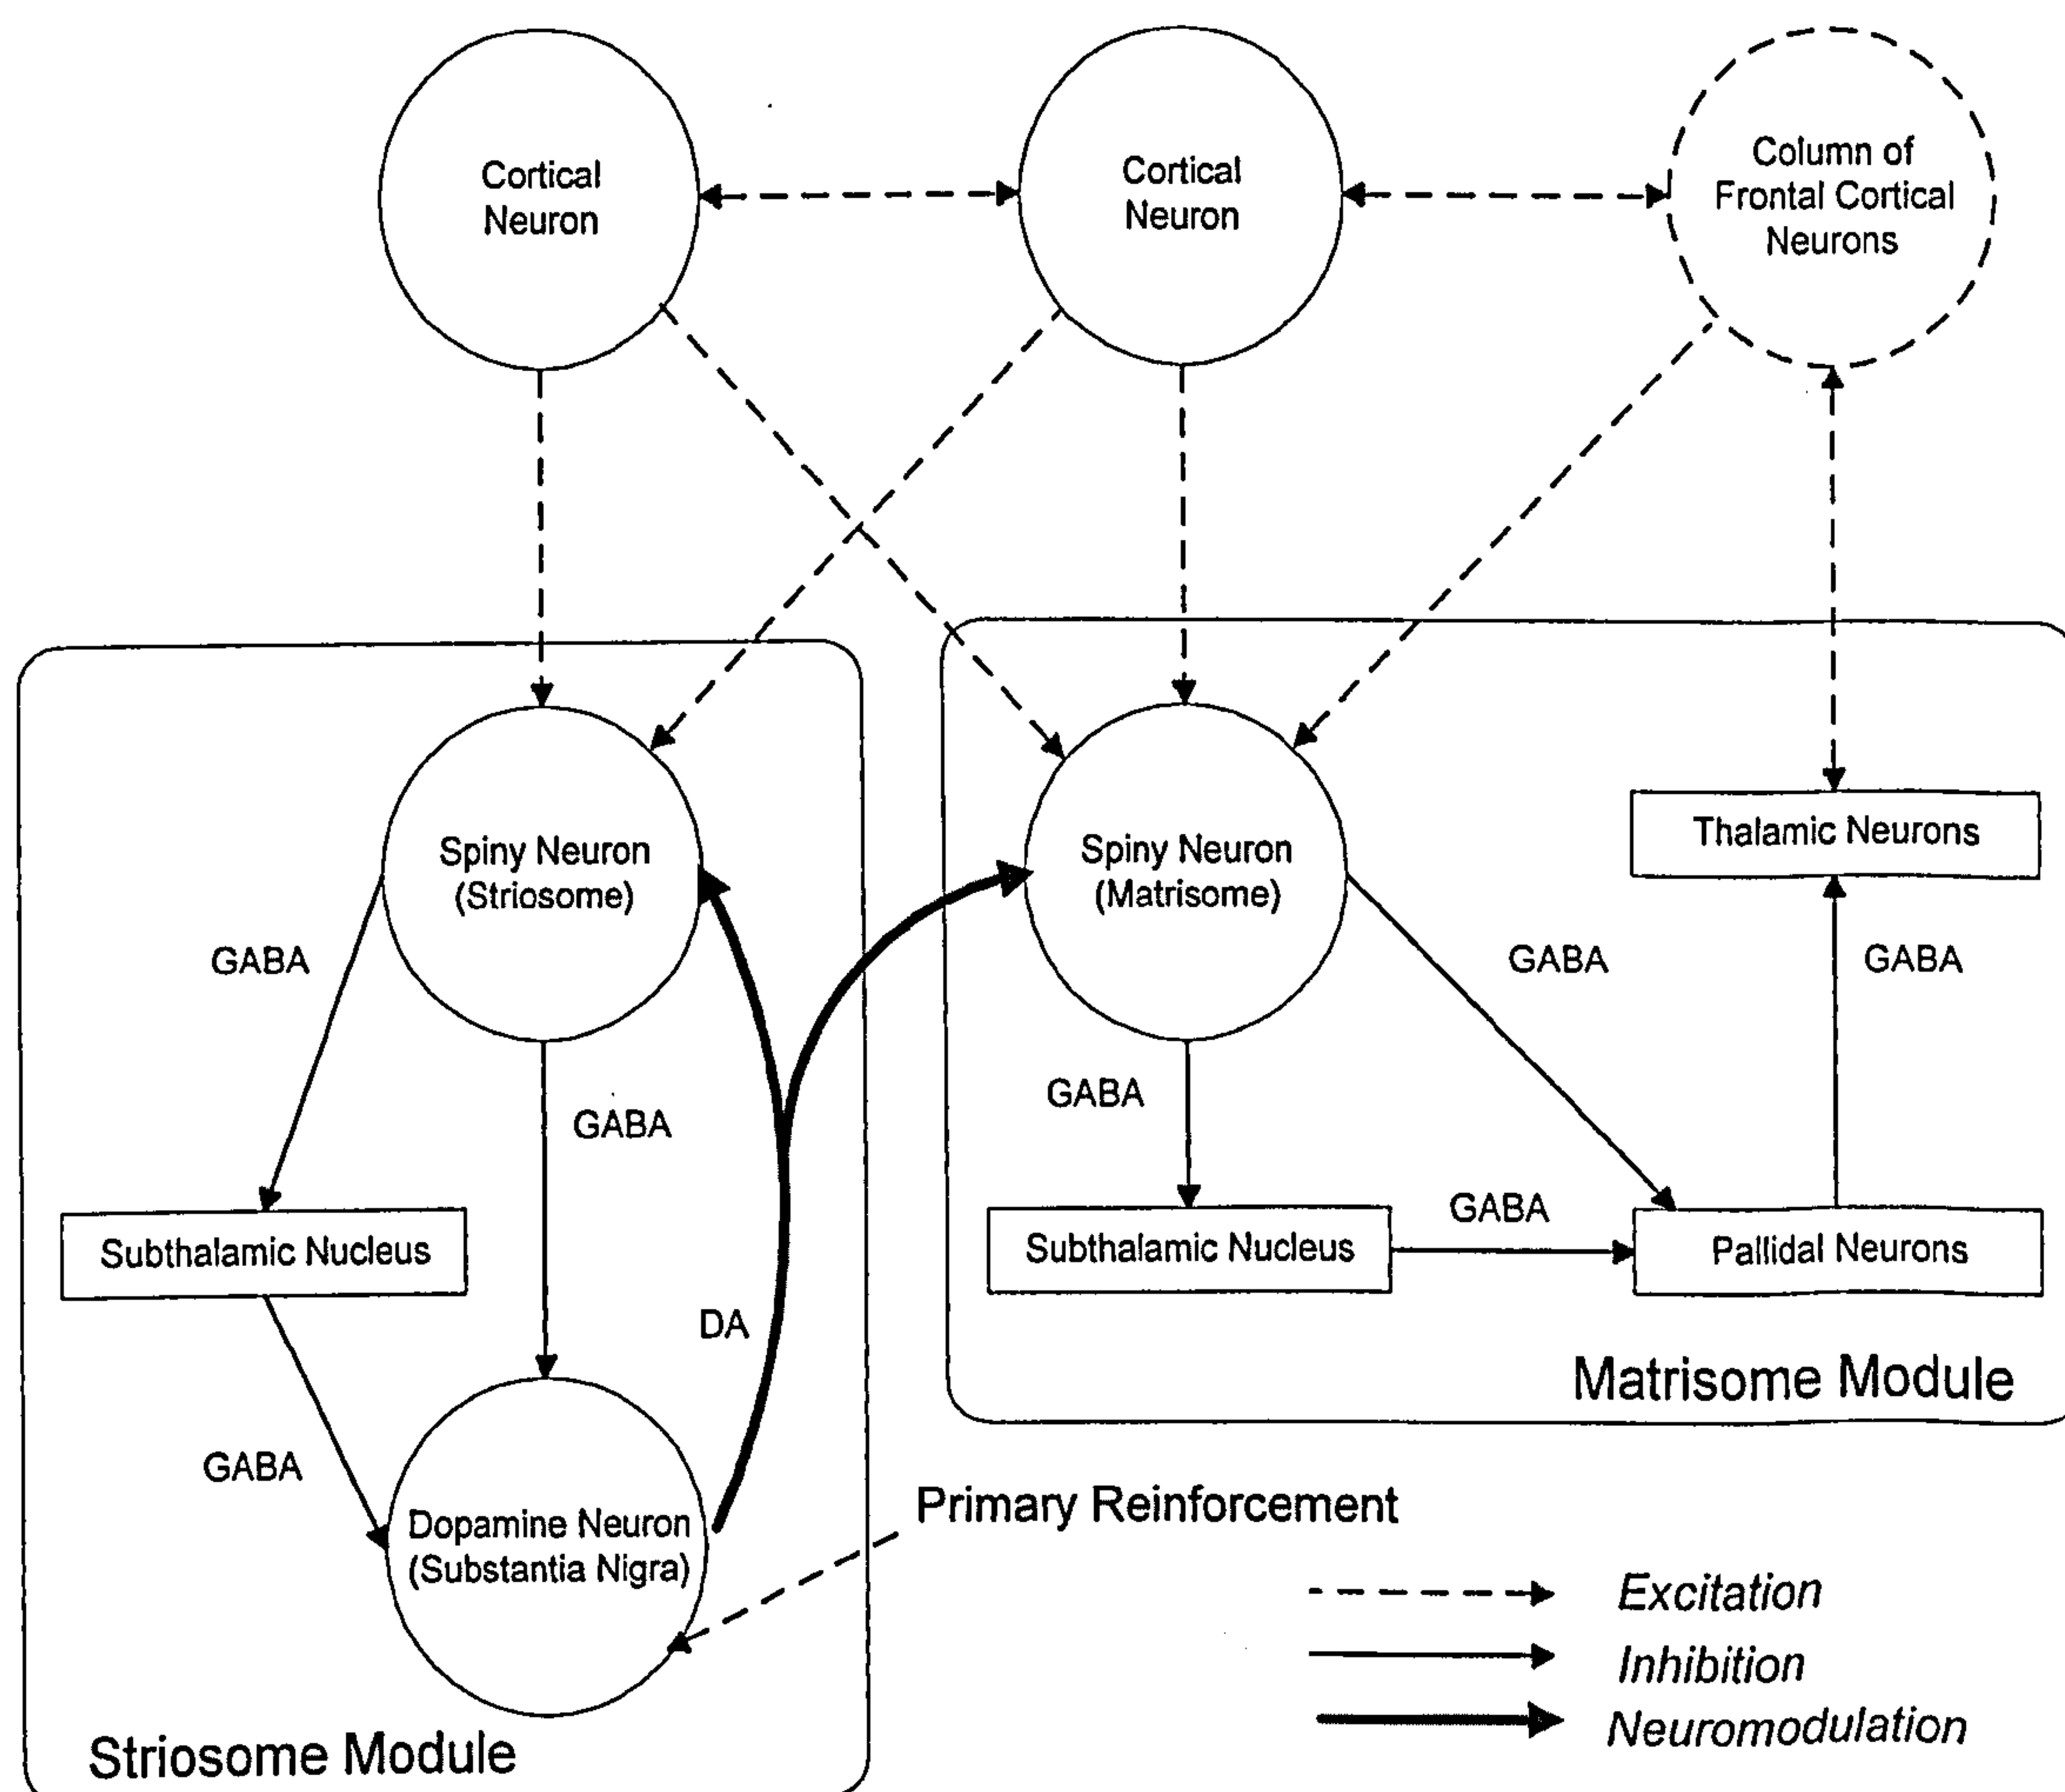 Cortical
Neuron
Cortical
Neuron
Column of
Frontal Cortical
Neurons
Spiny Neuron
(Striosome)
Spiny Neuron
(Matrisome)
Thalamic Neurons
GABA
GABA
GABA
GABA
GABA
GABA
Subthalamic Nucleus
Subthalamic Nucleus
Pallidal Neurons
DA
Matrisome Module
GABA
Dopamine Neuron
(Substantia Nigra)
Primary Reinforcement
Excitation
Inhibition
Neuromodulation
Striosome Module